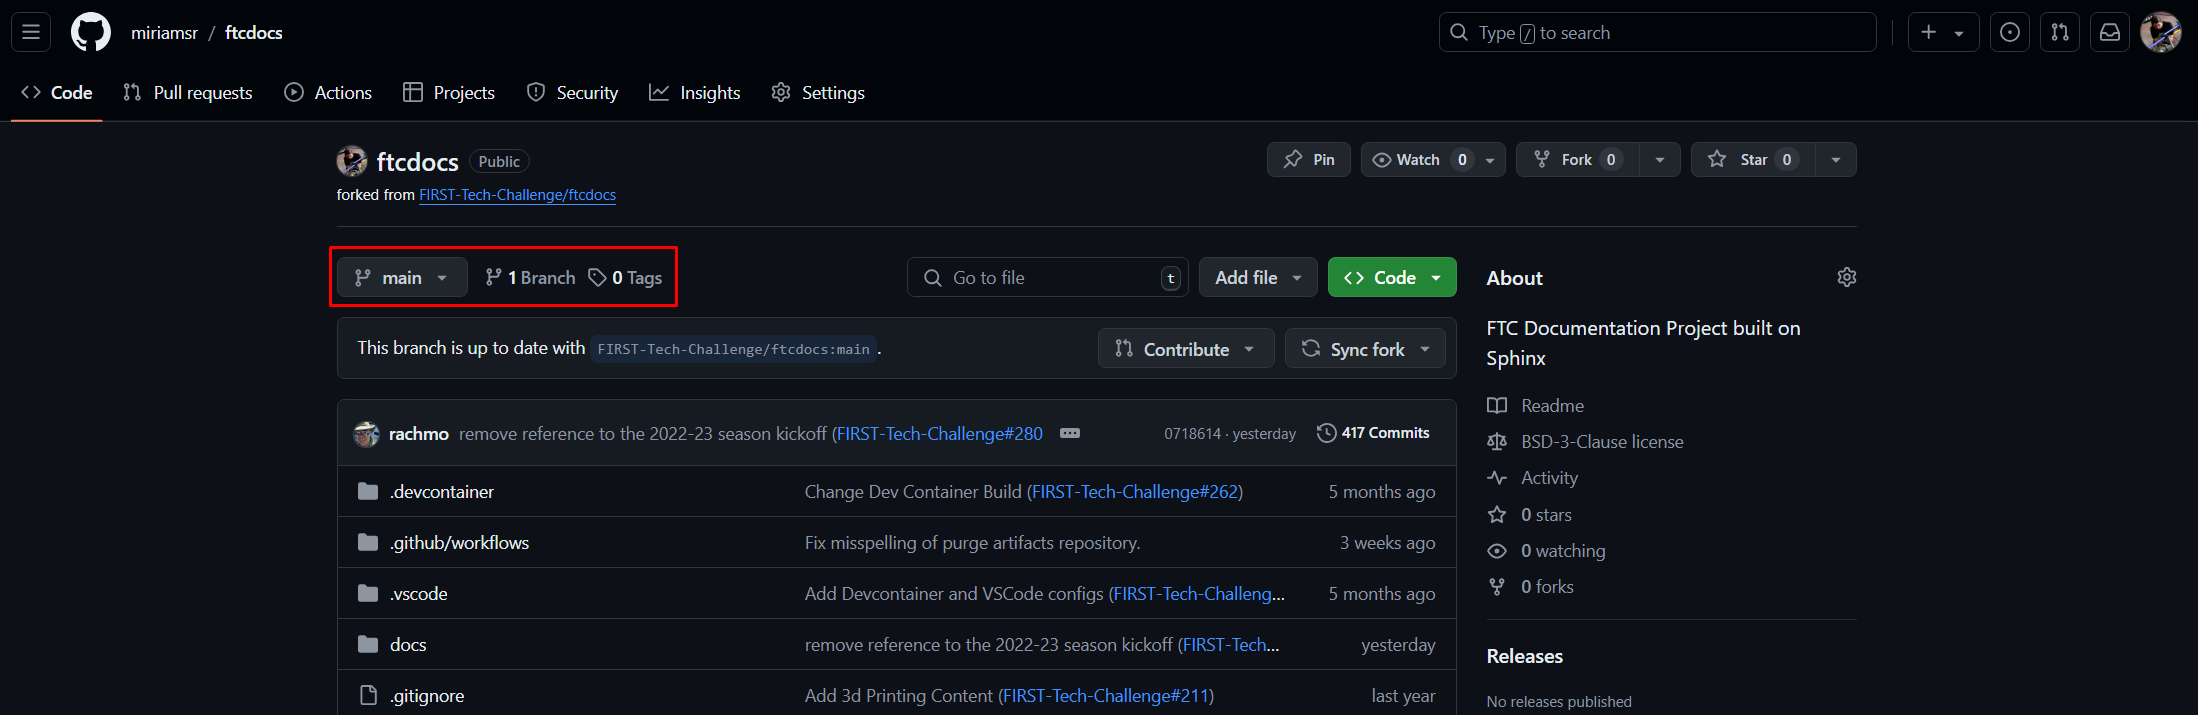 miriamsr / ftcdocs
Type / to search
Code Pull requests Actions Projects Security Insights Settings
ftcdocs Public
Pin Watch 0 Fork 0 Star 0
forked from FIRST-Tech-Challenge/ftcdocs
main 1 Branch 0 Tags
Go to file t Add file Code
This branch is up to date with FIRST-Tech-Challenge/ftcdocs:main.
Contribute Sync fork
rachmo remove reference to the 2022-23 season kickoff (FIRST-Tech-Challenge#280 0718614 · yesterday 417 Commits
.devcontainer Change Dev Container Build (FIRST-Tech-Challenge#262) 5 months ago
.github/workflows Fix misspelling of purge artifacts repository. 3 weeks ago
.vscode Add Devcontainer and VSCode configs (FIRST-Tech-Challeng... 5 months ago
docs remove reference to the 2022-23 season kickoff (FIRST-Tech... yesterday
.gitignore Add 3d Printing Content (FIRST-Tech-Challenge#211) last year
About
FTC Documentation Project built on
Sphinx
Readme
BSD-3-Clause license
Activity
0 stars
0 watching
0 forks
Releases
No releases published